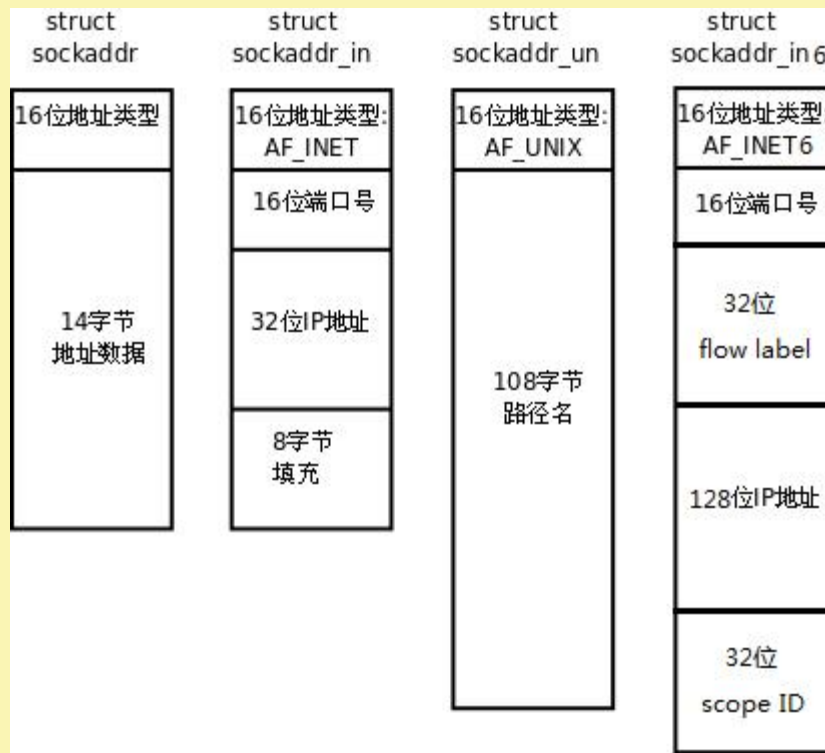 struct
sockaddr
16位地址类型
14字节
地址数据
struct
sockaddr_in
16位地址类型:
AF_INET
16位端口号
32位IP地址
8字节
填充
struct
sockaddr_un
16位地址类型:
AF_UNIX
108字节
路径名
struct
sockaddr_in6
16位地址类型
AF_INET6
16位端口号
32位
flow label
128位IP地址
32位
scope ID